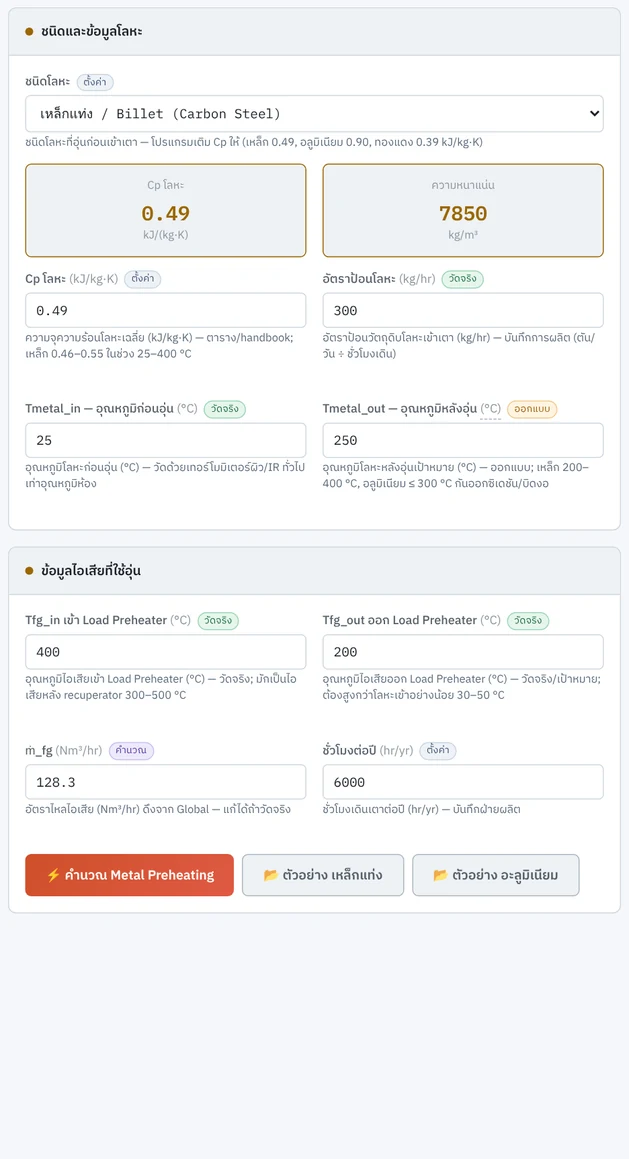 ชนิดและข้อมูลโลหะ
ชนิดโลหะ ตั้งค่า
เหล็กแท่ง / Billet (Carbon Steel)
ชนิดโลหะที่อุ่นก่อนเข้าเตา — โปรแกรมเติม Cp ให้ (เหล็ก 0.49, อลูมิเนียม 0.90, ทองแดง 0.39 kJ/kg·K)
Cp โลหะ
0.49
kJ/(kg·K)
ความหนาแน่น
7850
kg/m³
Cp โลหะ (kJ/kg·K) ตั้งค่า
0.49
ความจุความร้อนโลหะเฉลี่ย (kJ/kg·K) — ตาราง/handbook;
เหล็ก 0.46–0.55 ในช่วง 25–400 °C
อัตราป้อนโลหะ (kg/hr) วัดจริง
300
อัตราป้อนวัตถุดิบโลหะเข้าเตา (kg/hr) — บันทึกการผลิต (ตัน/
วัน ÷ ชั่วโมงเดิน)
Tmetal_in — อุณหภูมิก่อนอุ่น (°C) วัดจริง
25
อุณหภูมิโลหะก่อนอุ่น (°C) — วัดด้วยเทอร์โมมิเตอร์ผิว/IR ทั่วไป
เท่าอุณหภูมิห้อง
Tmetal_out — อุณหภูมิหลังอุ่น (°C) ออกแบบ
250
อุณหภูมิโลหะหลังอุ่นเป้าหมาย (°C) — ออกแบบ; เหล็ก 200–
400 °C, อลูมิเนียม ≤ 300 °C กันออกซิเดชัน/บิดงอ
ข้อมูลไอเสียที่ใช้อุ่น
Tfg_in เข้า Load Preheater (°C) วัดจริง
400
อุณหภูมิไอเสียเข้า Load Preheater (°C) — วัดจริง; มักเป็นไอ
เสียหลัง recuperator 300–500 °C
Tfg_out ออก Load Preheater (°C) วัดจริง
200
อุณหภูมิไอเสียออก Load Preheater (°C) — วัดจริง/เป้าหมาย;
ต้องสูงกว่าโลหะเข้าอย่างน้อย 30–50 °C
ṁ_fg (Nm³/hr) คำนวณ
128.3
อัตราไหลไอเสีย (Nm³/hr) ดึงจาก Global — แก้ได้ถ้าวัดจริง
ชั่วโมงต่อปี (hr/yr) ตั้งค่า
6000
ชั่วโมงเดินเตาต่อปี (hr/yr) — บันทึกฝ่ายผลิต
⚡ คำนวณ Metal Preheating
📂 ตัวอย่าง เหล็กแท่ง
📂 ตัวอย่าง อะลูมิเนียม